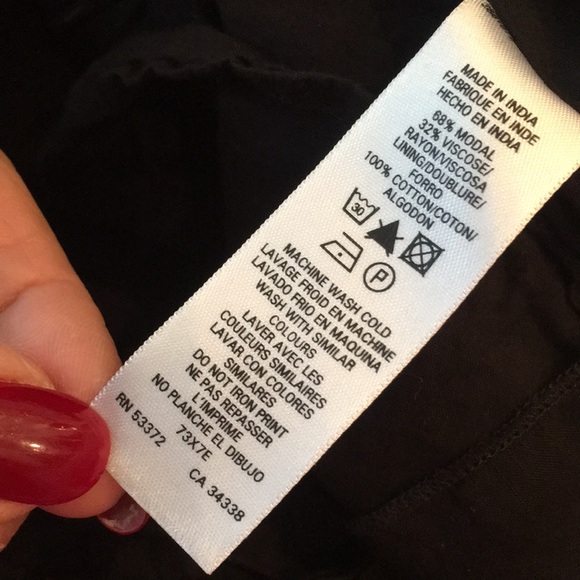 MADE IN INDIA
FABRIQUE EN INDE
HECHO EN INDIA
68% MODAL
32% VISCOSE/
RAYON/VISCOSA
LINING/DOUBLURE/
FORRO
100% COTTON/COTON/
ALGODON
30
P
MACHINE WASH COLD
LAVAGE FROID EN MACHINE
LAVADO FRIO EN MAQUINA
WASH WITH SIMILAR
COLOURS
LAVER AVEC LES
COULEURS SIMILAIRES
LAVAR CON COLORES
SIMILARES
DO NOT IRON PRINT
NE PAS REPASSER
L'IMPRIME
NO PLANCHE EL DIBUJO
73X7E
RN 53372 CA 34338